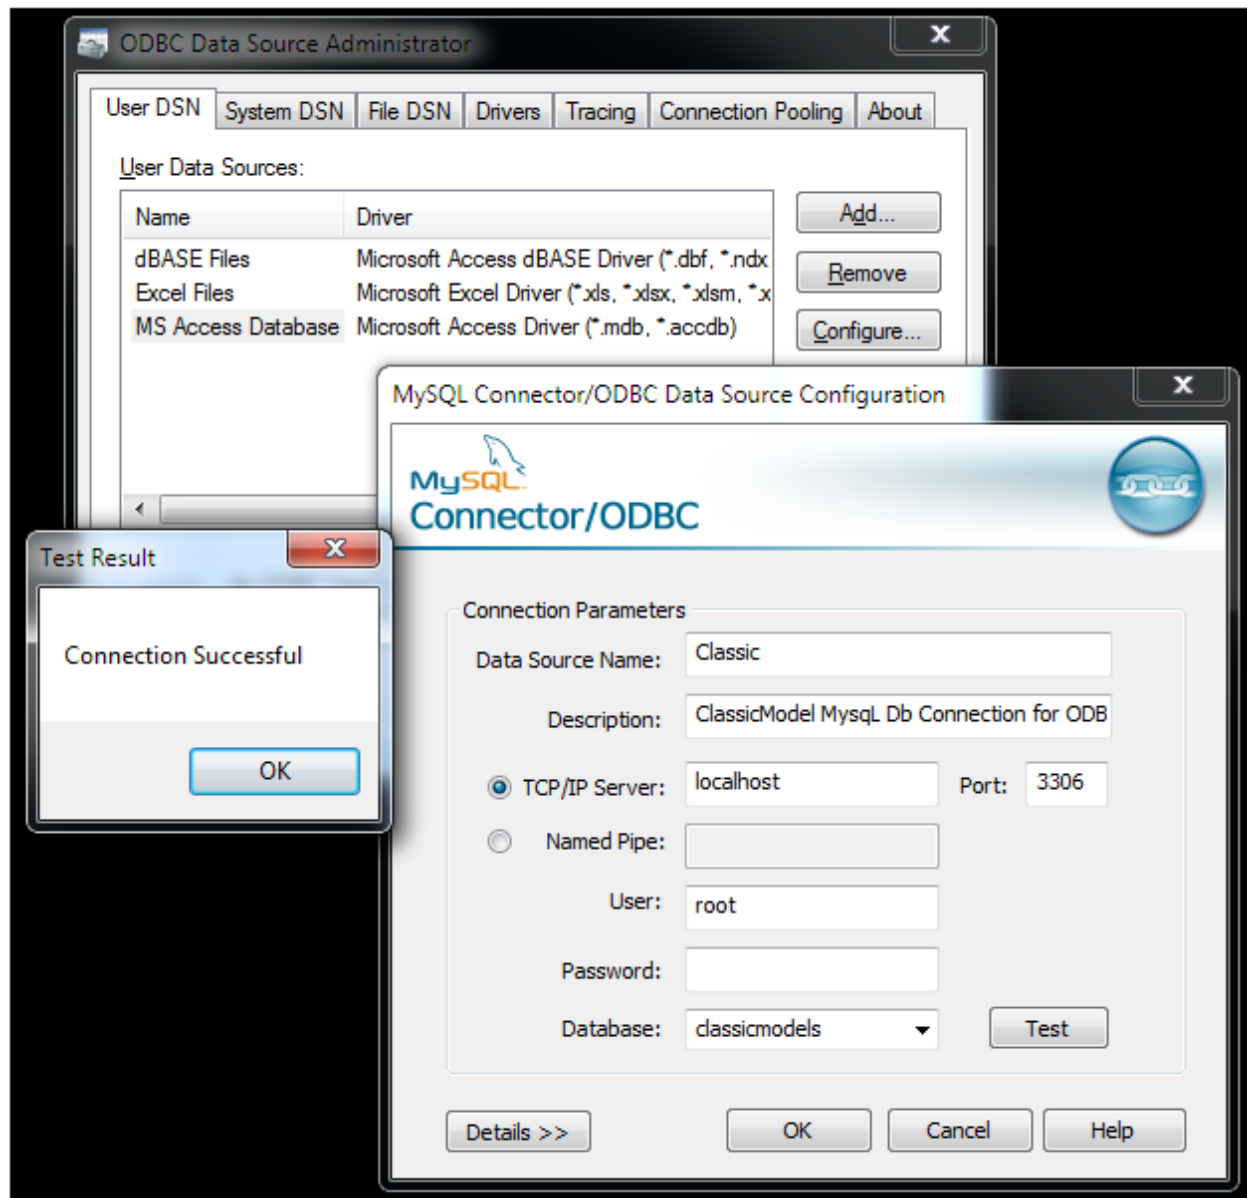 ODBC Data Source Administrator
x
User DSN System DSN File DSN Drivers Tracing Connection Pooling About
User Data Sources:
Name Driver
dBASE Files Microsoft Access dBASE Driver (*.dbf, *.ndx
Excel Files Microsoft Excel Driver (*.xls, *.xlsx, *.xlsm, *.x
MS Access Database Microsoft Access Driver (*.mdb, *.accdb)
Add...
Remove
Configure...
MySQL Connector/ODBC Data Source Configuration
x
MySQL
Connector/ODBC
Test Result
x
Connection Successful
OK
Connection Parameters
Data Source Name: Classic
Description: ClassicModel MysqL Db Connection for ODB
TCP/IP Server: localhost Port: 3306
Named Pipe:
User: root
Password:
Database: classicmodels Test
Details >> OK Cancel Help